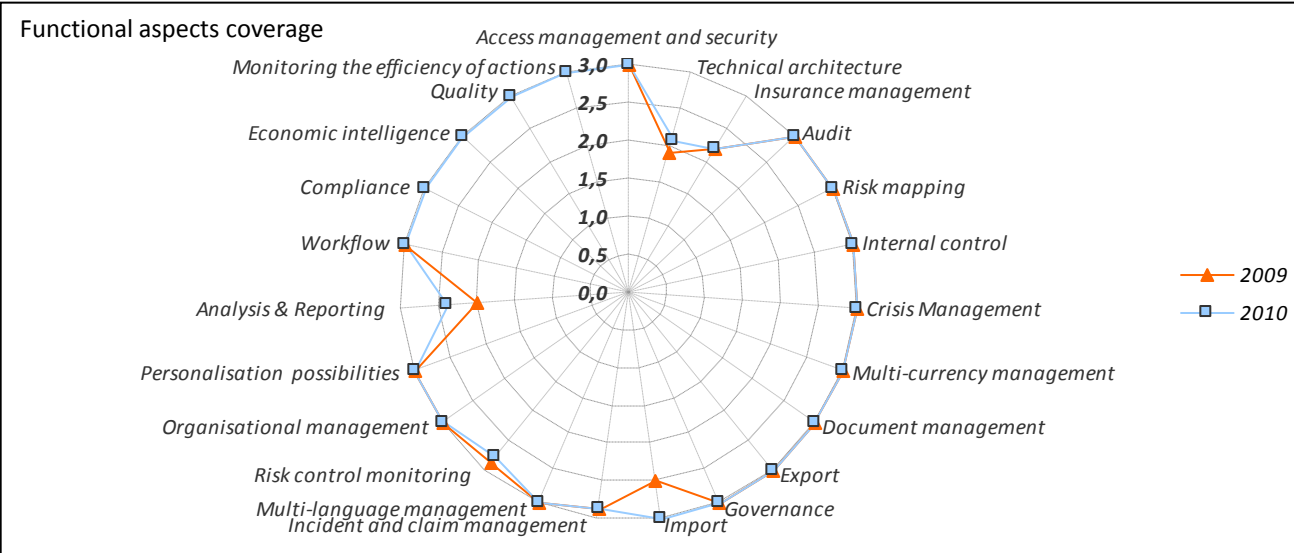 Functional aspects coverage
Access management and security
Monitoring the efficiency of actions
3,0
Technical architecture
Quality
Insurance management
2,5
Economic intelligence
2,0
Audit
Compliance
1,5
Risk mapping
1,0
Workflow
0,5
Internal control
2009
Analysis & Reporting
0,0
Crisis Management
2010
Personalisation possibilities
Multi-currency management
Organisational management
Document management
Risk control monitoring
Export
Multi-language management
Governance
Incident and claim management
Import